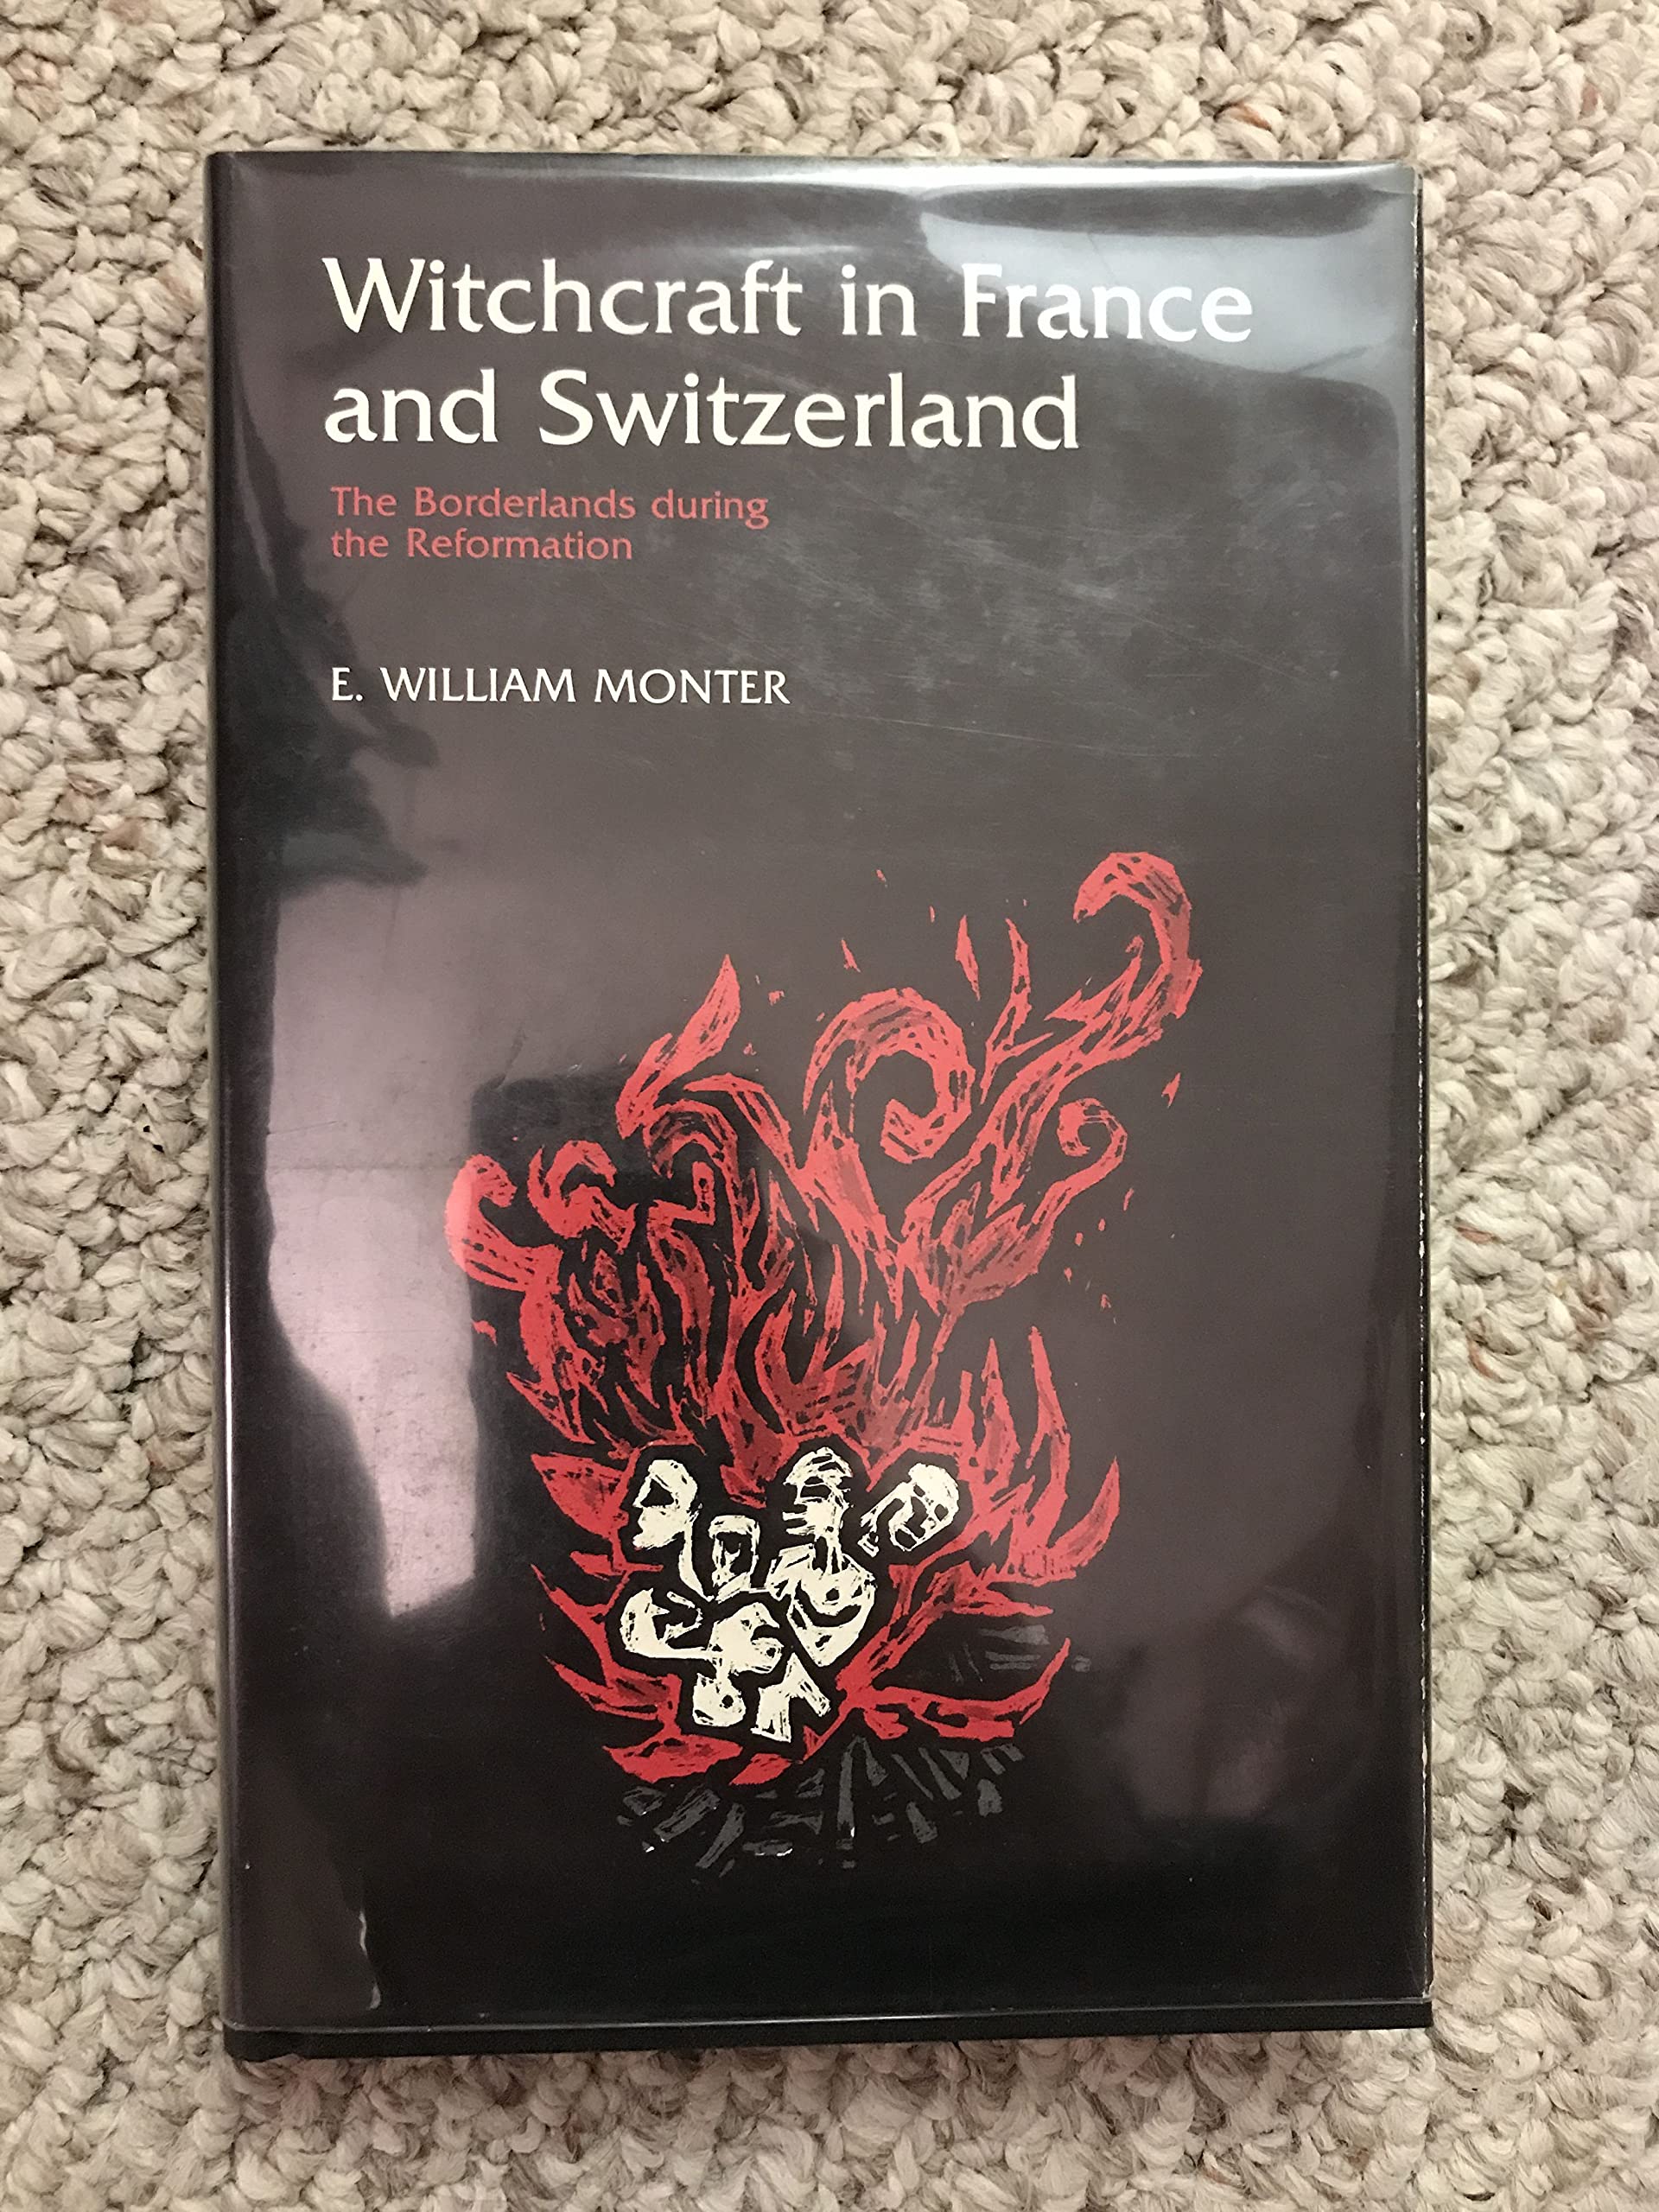 Witchcraft in France
and Switzerland
The Borderlands during
the Reformation
E. WILLIAM MONTER